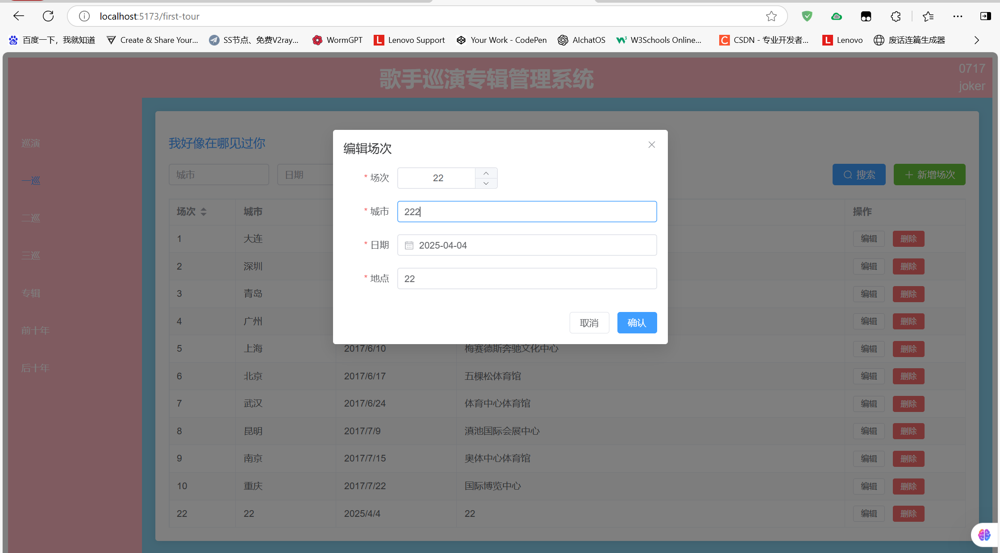 localhost:5173/first-tour
百度一下，我就知道 Create & Share Your... SS节点、免费V2ray... WormGPT Lenovo Support Your Work - CodePen AIchatOS W3Schools Online... CSDN - 专业开发者... Lenovo 废话连篇生成器
歌手巡演专辑管理系统
0717
joker
巡演
一巡
二巡
三巡
专辑
前十年
后十年
我好像在哪见过你
城市 日期 搜索 新增场次
场次 城市 操作
1 大连 编辑 删除
2 深圳 编辑 删除
3 青岛 编辑 删除
4 广州 编辑 删除
5 上海 2017/6/10 梅赛德斯奔驰文化中心 编辑 删除
6 北京 2017/6/17 五棵松体育馆 编辑 删除
7 武汉 2017/6/24 体育中心体育馆 编辑 删除
8 昆明 2017/7/9 滇池国际会展中心 编辑 删除
9 南京 2017/7/15 奥体中心体育馆 编辑 删除
10 重庆 2017/7/22 国际博览中心 编辑 删除
22 22 2025/4/4 22 编辑 删除
编辑场次
* 场次 22
* 城市 222
* 日期 2025-04-04
* 地点 22
取消 确认